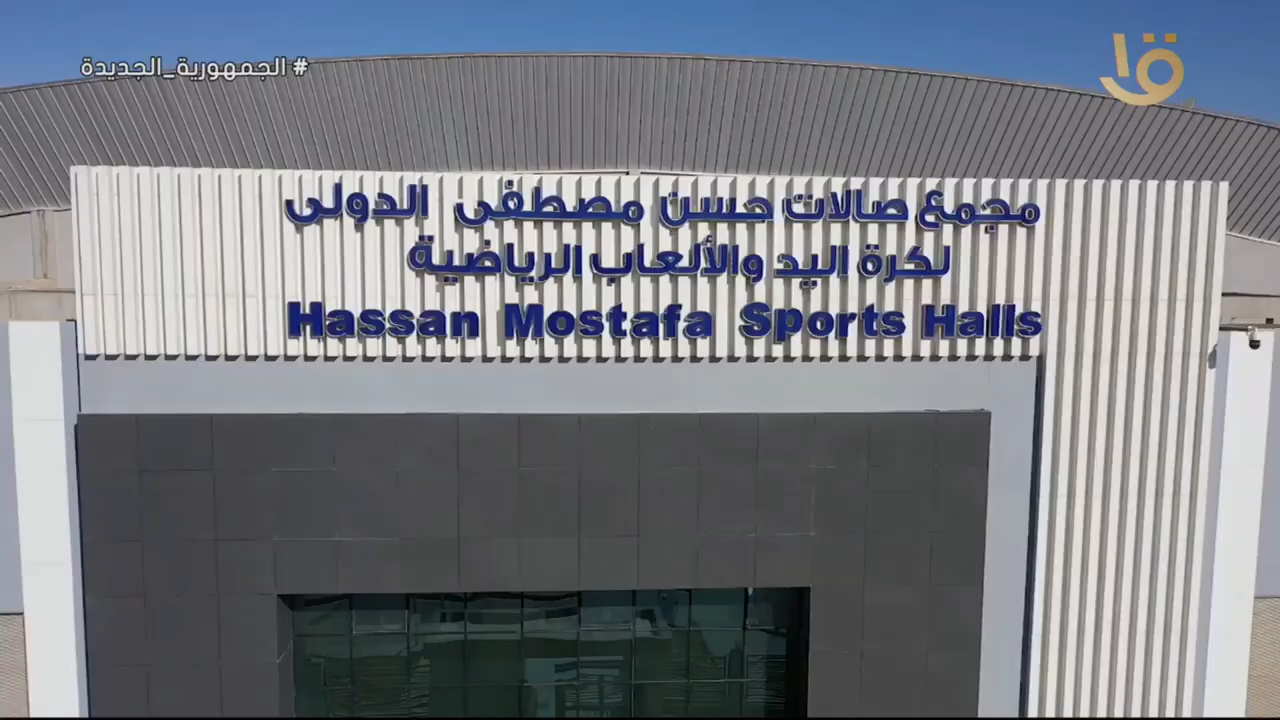 #الجمهورية_الجديدة
مجمع صالات حسن مصطفى الدولى
لكرة اليد والألعاب الرياضية
Hassan Mostafa Sports Halls